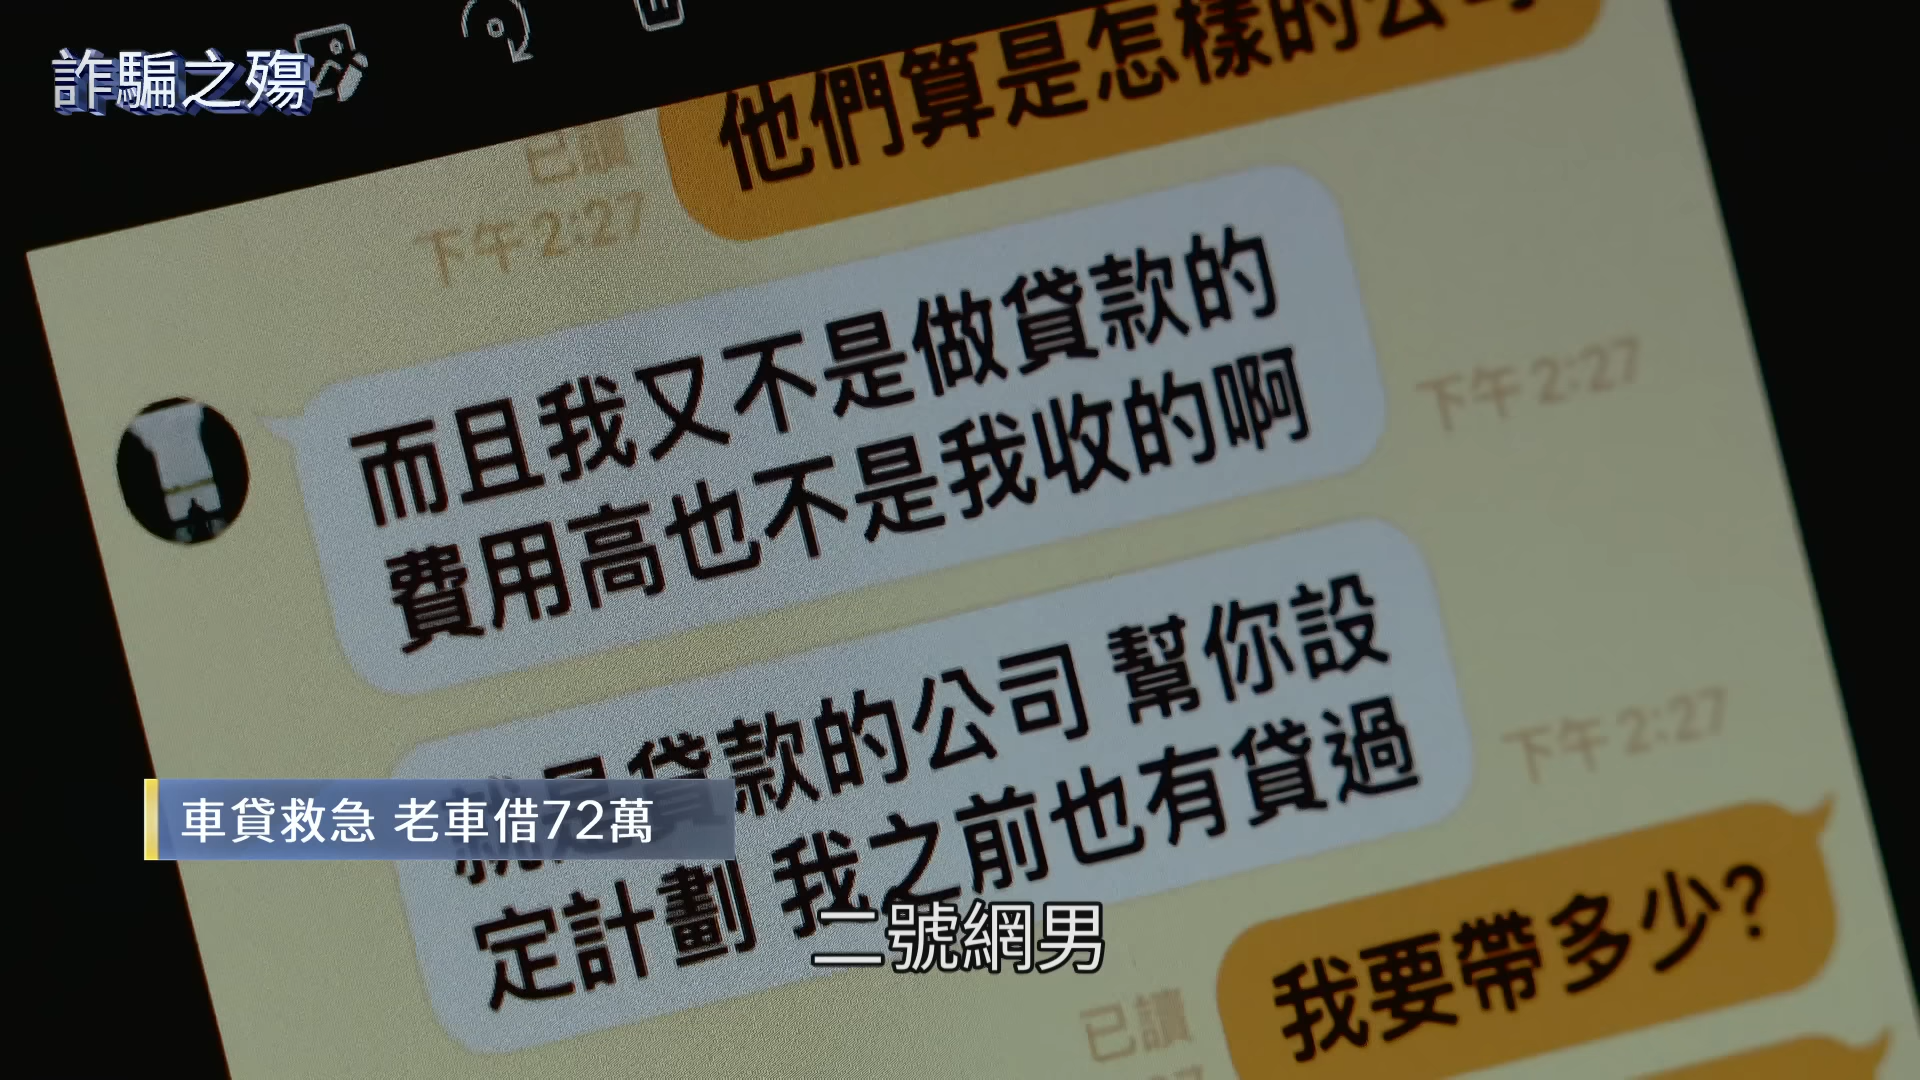 詐騙之殤
他們算是怎樣的公司
已讀
下午2:27
而且我又不是做貸款的
費用高也不是我收的啊
下午2:27
就是貸款的公司 幫你設
定計劃 我之前也有貸過
下午2:27
車貸救急 老車借72萬
二號網男
我要帶多少?
已讀